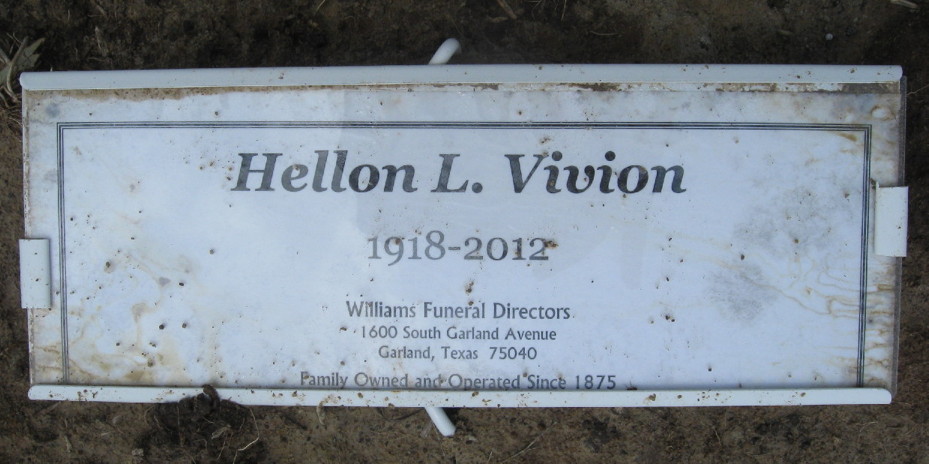 Hellon L. Vivion
1918-2012
Williams Funeral Directors
1600 South Garland Avenue
Garland, Texas 75040
Family Owned and Operated Since 1875